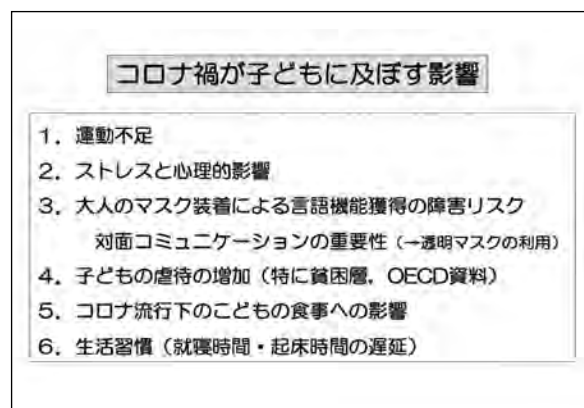 コロナ禍が子どもに及ぼす影響
1. 運動不足
2. ストレスと心理的影響
3. 大人のマスク装着による言語機能獲得の障害リスク
対面コミュニケーションの重要性（→透明マスクの利用）
4. 子どもの虐待の増加（特に貧困層，OECD資料）
5. コロナ流行下のこどもの食事への影響
6. 生活習慣（就寝時間・起床時間の遅延）